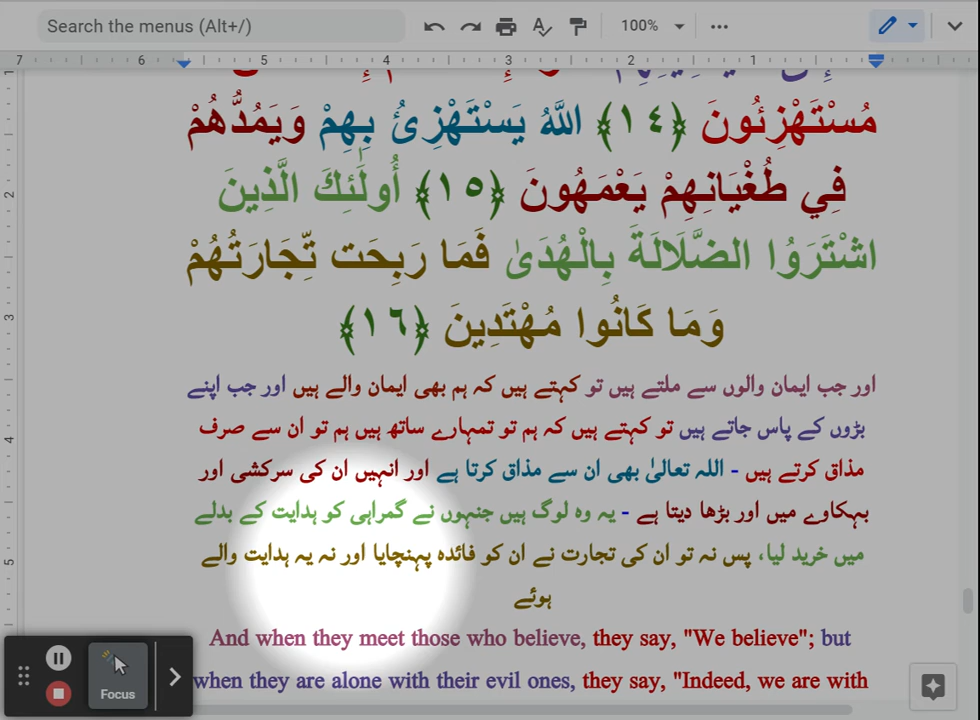 Search the menus (Alt+/)
100%
7 6 5 4 3 2 1
مُسْتَهْزِئُونَ ﴿١٤﴾ اللَّهُ يَسْتَهْزِئُ بِهِمْ وَيَمُدُّهُمْ
فِي طُغْيَانِهِمْ يَعْمَهُونَ ﴿١٥﴾ أُولَٰئِكَ الَّذِينَ
اشْتَرَوُا الضَّلَالَةَ بِالْهُدَىٰ فَمَا رَبِحَت تِّجَارَتُهُمْ
وَمَا كَانُوا مُهْتَدِينَ ﴿١٦﴾
اور جب ایمان والوں سے ملتے ہیں تو کہتے ہیں کہ ہم بھی ایمان والے ہیں اور جب اپنے
بڑوں کے پاس جاتے ہیں تو کہتے ہیں کہ ہم تو تمہارے ساتھ ہیں ہم تو ان سے صرف
مذاق کرتے ہیں - اللہ تعالیٰ بھی ان سے مذاق کرتا ہے اور انہیں ان کی سرکشی اور
بہکاوے میں اور بڑھا دیتا ہے - یہ وہ لوگ ہیں جنہوں نے گمراہی کو ہدایت کے بدلے
میں خرید لیا، پس نہ تو ان کی تجارت نے ان کو فائدہ پہنچایا اور نہ یہ ہدایت والے
ہوئے
And when they meet those who believe, they say, "We believe"; but
when they are alone with their evil ones, they say, "Indeed, we are with
Focus